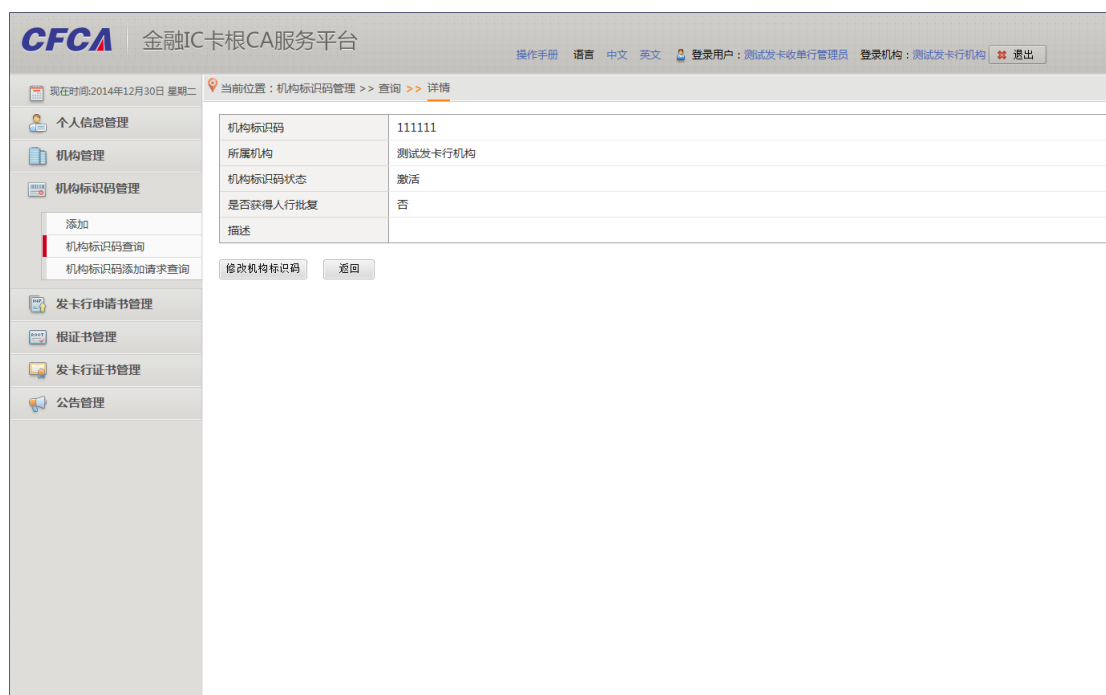 CFCA 金融IC卡根CA服务平台
操作手册 语言 中文 英文 登录用户：测试发卡收单行管理员 登录机构：测试发卡行机构 退出
现在时间:2014年12月30日 星期二
当前位置：机构标识码管理 >> 查询 >> 详情
个人信息管理
机构管理
机构标识码管理
添加
机构标识码查询
机构标识码添加请求查询
发卡行申请书管理
根证书管理
发卡行证书管理
公告管理
机构标识码 111111
所属机构 测试发卡行机构
机构标识码状态 激活
是否获得人行批复 否
描述
修改机构标识码 返回